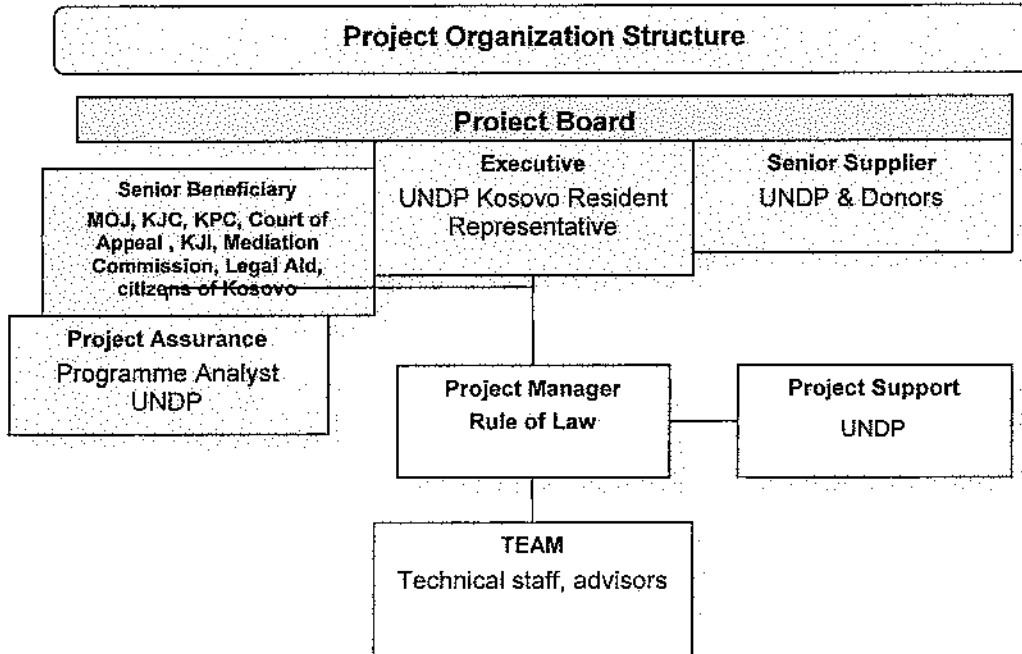 Project Organization Structure
Project Board
Senior Beneficiary
MOJ, KJC, KPC, Court of
Appeal , KJI, Mediation
Commission, Legal Aid,
citizens of Kosovo
Executive
UNDP Kosovo Resident
Representative
Senior Supplier
UNDP & Donors
Project Assurance
Programme Analyst
UNDP
Project Manager
Rule of Law
Project Support
UNDP
TEAM
Technical staff, advisors